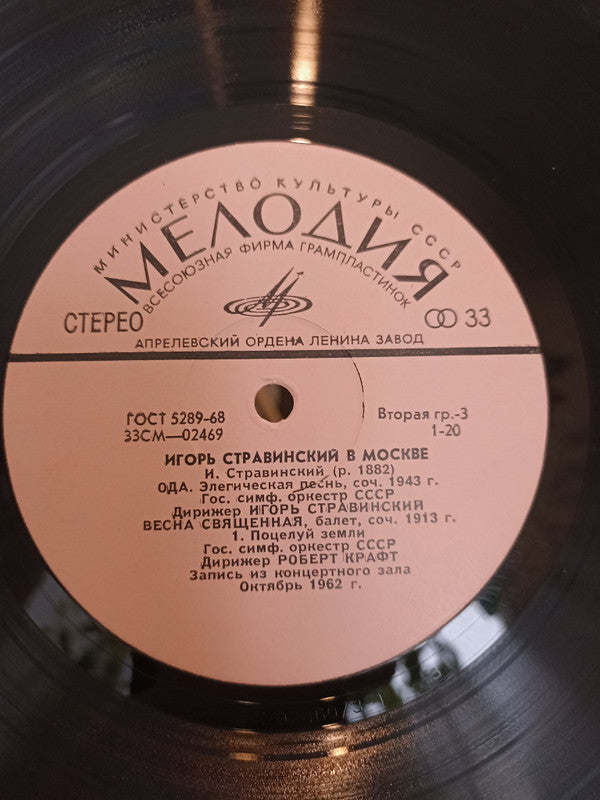 МИНИСТЕРСТВО КУЛЬТУРЫ СССР
МЕЛОДИЯ
ВСЕСОЮЗНАЯ ФИРМА ГРАМПЛАСТИНОК
СТЕРЕО
33
АПРЕЛЕВСКИЙ ОРДЕНА ЛЕНИНА ЗАВОД
ГОСТ 5289-68
Вторая гр.-3
33СМ—02469
1-20
ИГОРЬ СТРАВИНСКИЙ В МОСКВЕ
И. Стравинский (р. 1882)
ОДА. Элегическая песнь, соч. 1943 г.
Гос. симф. оркестр СССР
Дирижер ИГОРЬ СТРАВИНСКИЙ
ВЕСНА СВЯЩЕННАЯ, балет, соч. 1913 г.
1. Поцелуй земли
Гос. симф. оркестр СССР
Дирижер РОБЕРТ КРАФТ
Запись из концертного зала
Октябрь 1962 г.